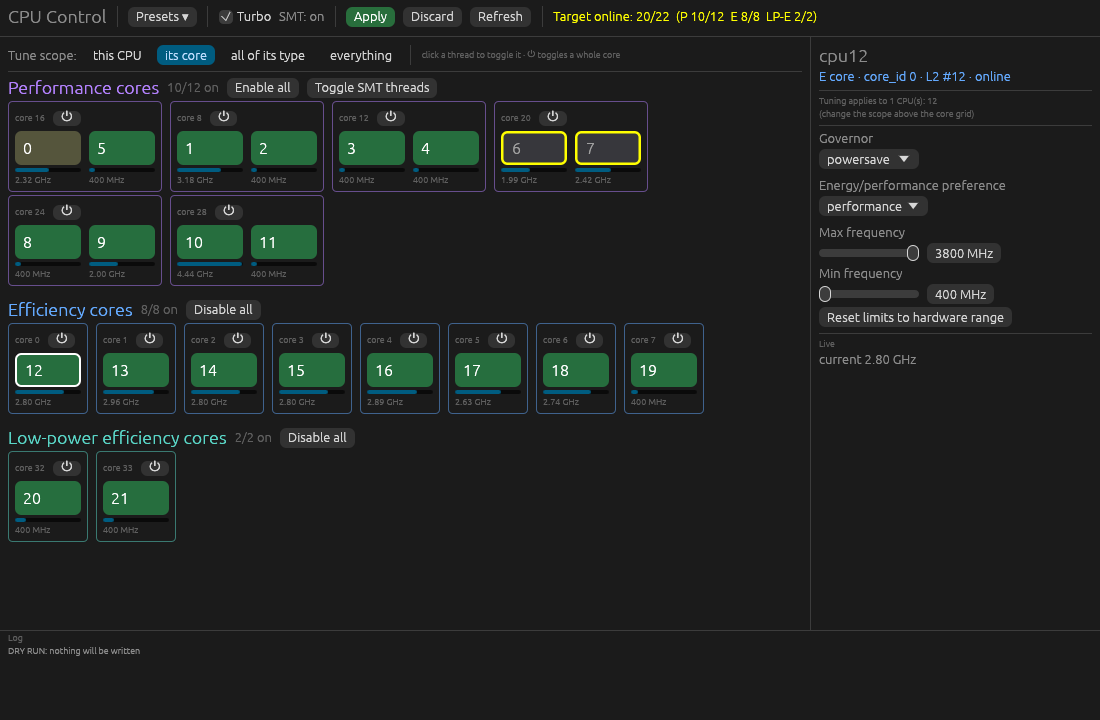 CPU Control Presets ▾ Turbo SMT: on Apply Discard Refresh Target online: 20/22 (P 10/12 E 8/8 LP-E 2/2)
Tune scope: this CPU its core all of its type everything click a thread to toggle it · ⏻ toggles a whole core
Performance cores 10/12 on Enable all Toggle SMT threads
core 16 ⏻ core 8 ⏻ core 12 ⏻ core 20 ⏻
0 5 1 2 3 4 6 7
2.32 GHz 400 MHz 3.18 GHz 400 MHz 400 MHz 400 MHz 1.99 GHz 2.42 GHz
core 24 ⏻ core 28 ⏻
8 9 10 11
400 MHz 2.00 GHz 4.44 GHz 400 MHz
Efficiency cores 8/8 on Disable all
core 0 ⏻ core 1 ⏻ core 2 ⏻ core 3 ⏻ core 4 ⏻ core 5 ⏻ core 6 ⏻ core 7 ⏻
12 13 14 15 16 17 18 19
2.80 GHz 2.96 GHz 2.80 GHz 2.80 GHz 2.89 GHz 2.63 GHz 2.74 GHz 400 MHz
Low-power efficiency cores 2/2 on Disable all
core 32 ⏻ core 33 ⏻
20 21
400 MHz 400 MHz
cpu12
E core · core_id 0 · L2 #12 · online
Tuning applies to 1 CPU(s): 12
(change the scope above the core grid)
Governor
powersave ▼
Energy/performance preference
performance ▼
Max frequency
3800 MHz
Min frequency
400 MHz
Reset limits to hardware range
Live
current 2.80 GHz
Log
DRY RUN: nothing will be written